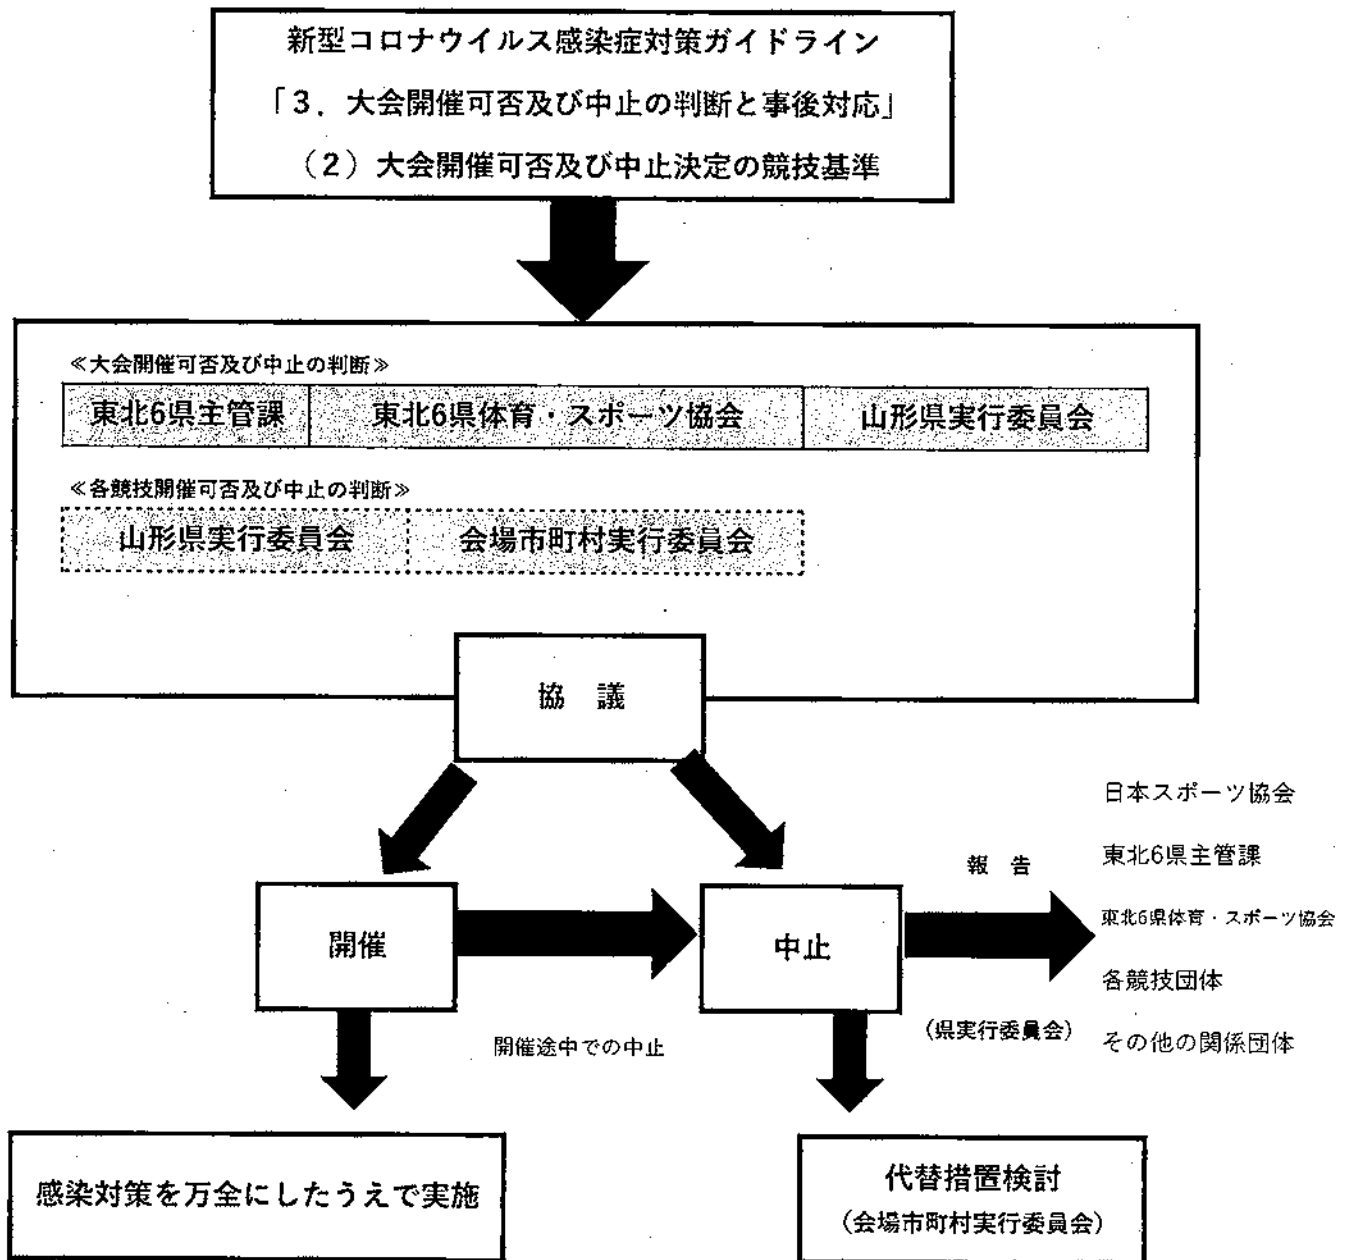 新型コロナウイルス感染症対策ガイドライン
「3．大会開催可否及び中止の判断と事後対応」
（2）大会開催可否及び中止決定の競技基準
≪大会開催可否及び中止の判断≫
東北6県主管課 東北6県体育・スポーツ協会 山形県実行委員会
≪各競技開催可否及び中止の判断≫
山形県実行委員会 会場市町村実行委員会
協　議
開催
開催途中での中止
中止
報　告
（県実行委員会）
日本スポーツ協会
東北6県主管課
東北6県体育・スポーツ協会
各競技団体
その他の関係団体
感染対策を万全にしたうえで実施
代替措置検討
（会場市町村実行委員会）